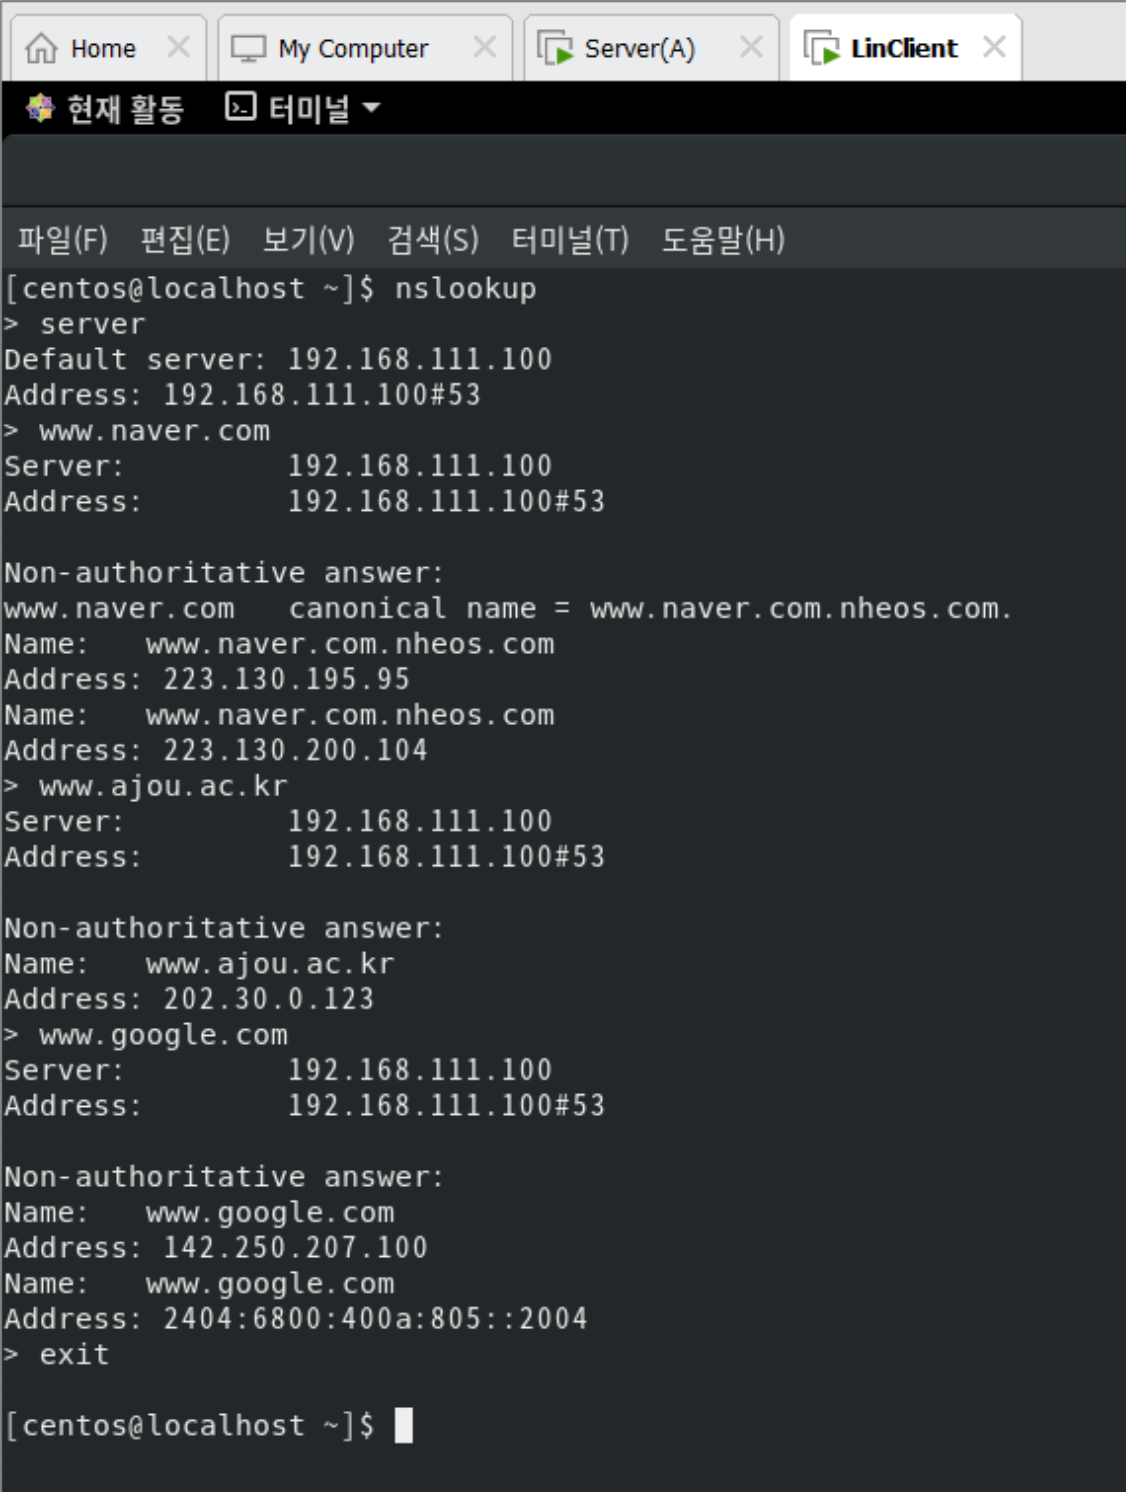 Home My Computer Server(A) LinClient
현재 활동 터미널
파일(F) 편집(E) 보기(V) 검색(S) 터미널(T) 도움말(H)
[centos@localhost ~]$ nslookup
> server
Default server: 192.168.111.100
Address: 192.168.111.100#53
> www.naver.com
Server: 192.168.111.100
Address: 192.168.111.100#53
Non-authoritative answer:
www.naver.com canonical name = www.naver.com.nheos.com.
Name: www.naver.com.nheos.com
Address: 223.130.195.95
Name: www.naver.com.nheos.com
Address: 223.130.200.104
> www.ajou.ac.kr
Server: 192.168.111.100
Address: 192.168.111.100#53
Non-authoritative answer:
Name: www.ajou.ac.kr
Address: 202.30.0.123
> www.google.com
Server: 192.168.111.100
Address: 192.168.111.100#53
Non-authoritative answer:
Name: www.google.com
Address: 142.250.207.100
Name: www.google.com
Address: 2404:6800:400a:805::2004
> exit
[centos@localhost ~]$